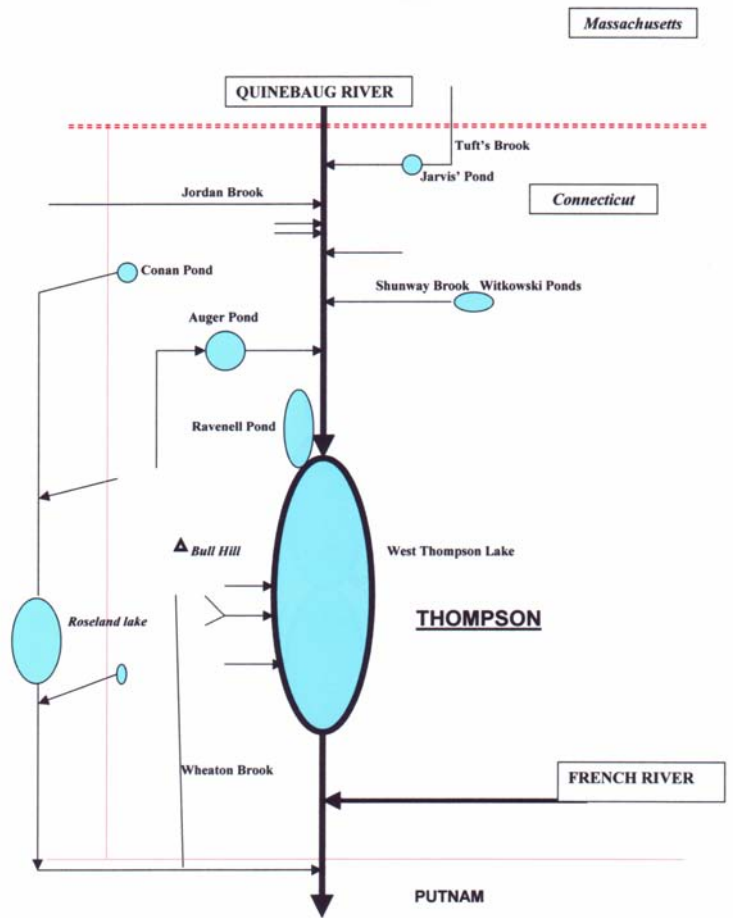 Massachusetts
QUINEBAUG RIVER
Tuft's Brook
Jarvis' Pond
Jordan Brook
Connecticut
Conan Pond
Shunway Brook Witkowski Ponds
Auger Pond
Ravenell Pond
Bull Hill
West Thompson Lake
THOMPSON
Roseland lake
Wheaton Brook
FRENCH RIVER
PUTNAM